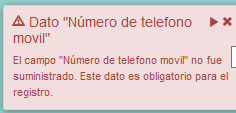 Dato "Número de telefono
movil"
El campo "Número de telefono movil" no fue
suministrado. Este dato es obligatorio para el
registro.